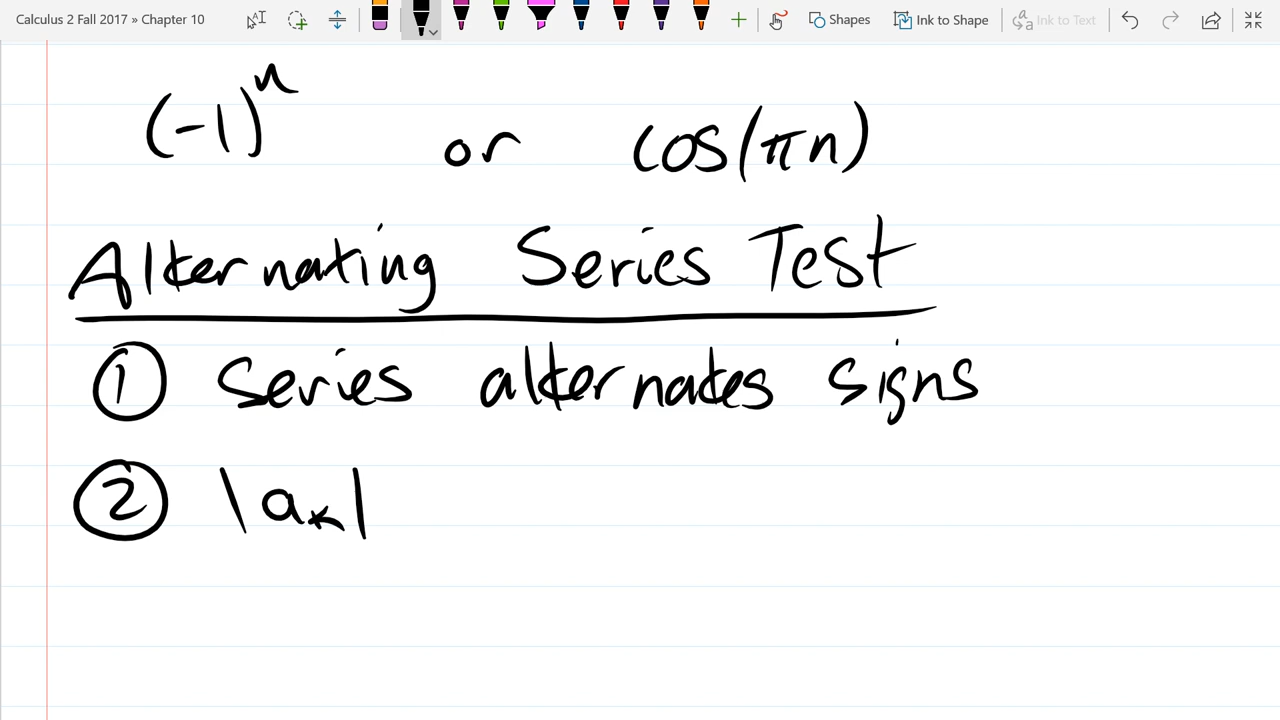 Calculus 2 Fall 2017 » Chapter 10 Shapes Ink to Shape Ink to Text
(-1)ⁿ or cos(πn)
Alternating Series Test
① Series alternates signs
② |aₖ|